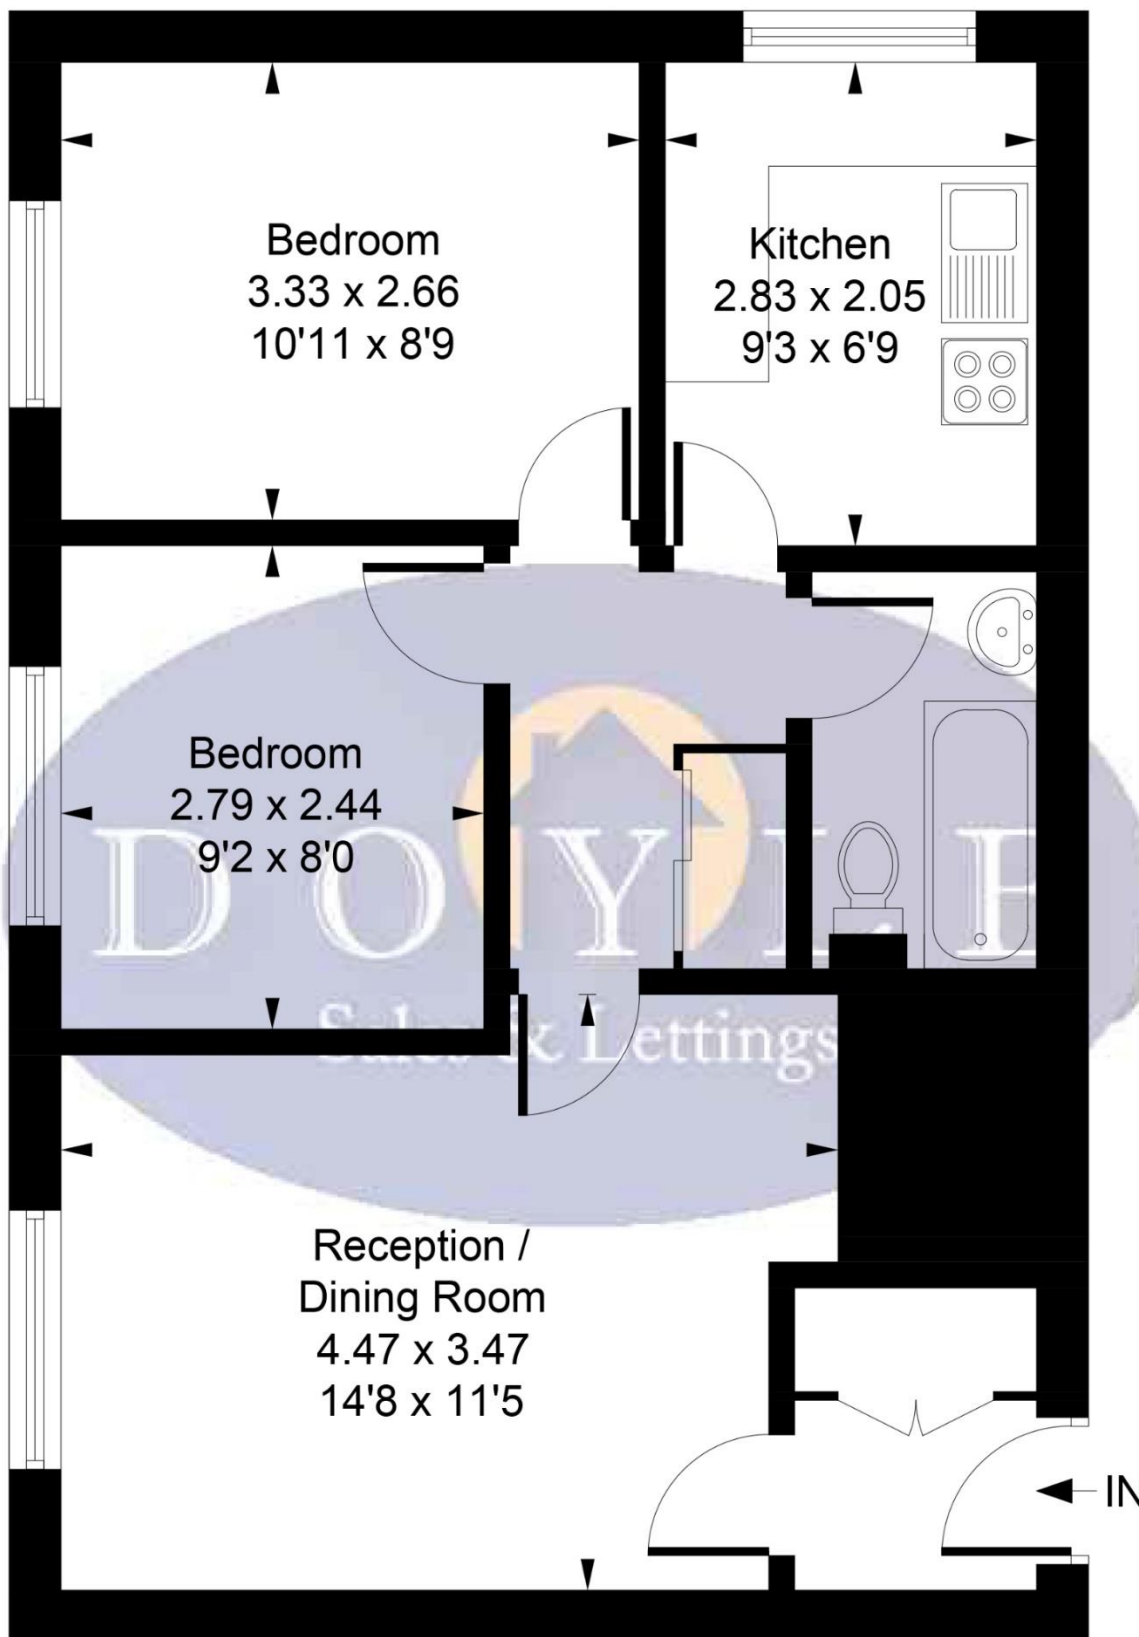 Bedroom
3.33 x 2.66
10'11 x 8'9
Kitchen
2.83 x 2.05
9'3 x 6'9
Bedroom
2.79 x 2.44
9'2 x 8'0
DOYLE
Sales & Lettings
Reception /
Dining Room
4.47 x 3.47
14'8 x 11'5
IN